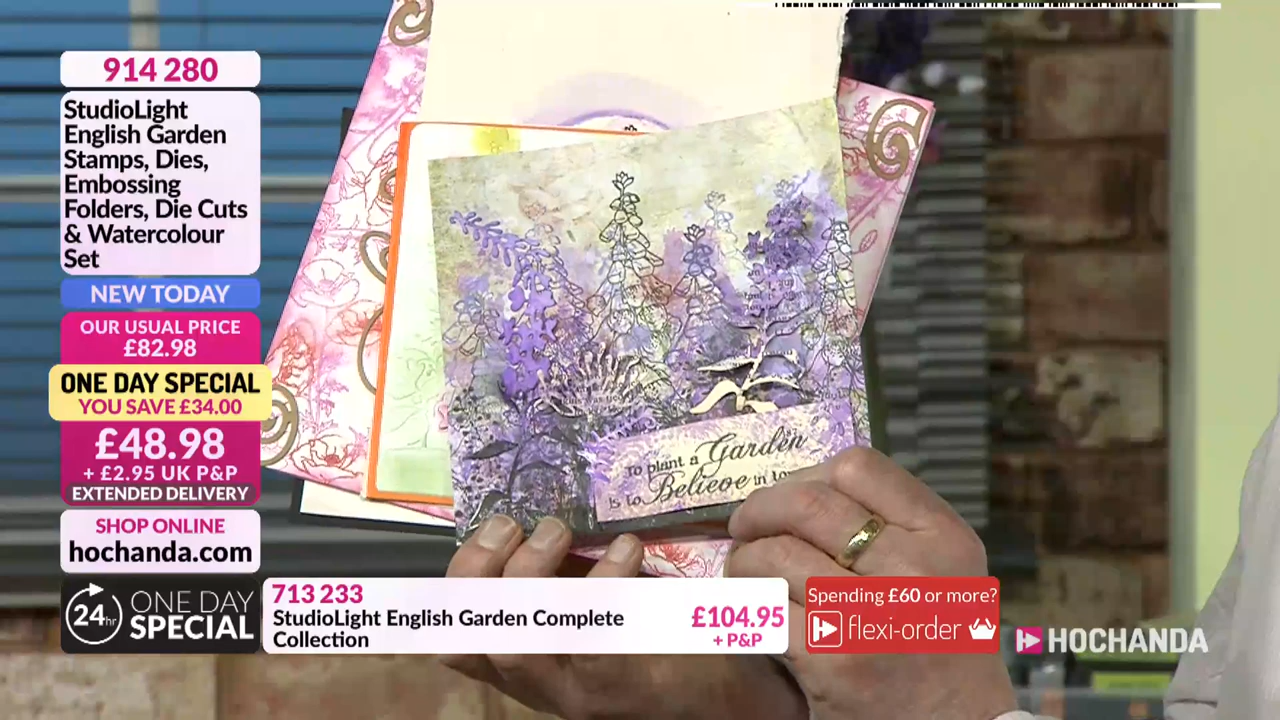 914 280
StudioLight
English Garden
Stamps, Dies,
Embossing
Folders, Die Cuts
& Watercolour
Set
NEW TODAY
OUR USUAL PRICE
£82.98
ONE DAY SPECIAL
YOU SAVE £34.00
£48.98
+ £2.95 UK P&P
EXTENDED DELIVERY
SHOP ONLINE
hochanda.com
24hr
ONE DAY
SPECIAL
713 233
StudioLight English Garden Complete
Collection
£104.95
+ P&P
Spending £60 or more?
flexi-order
HOCHANDA
To plant a Garden
is to Believe in